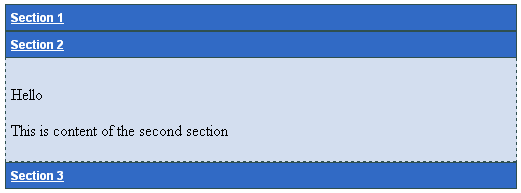 Section 1
Section 2
Hello
This is content of the second section
Section 3